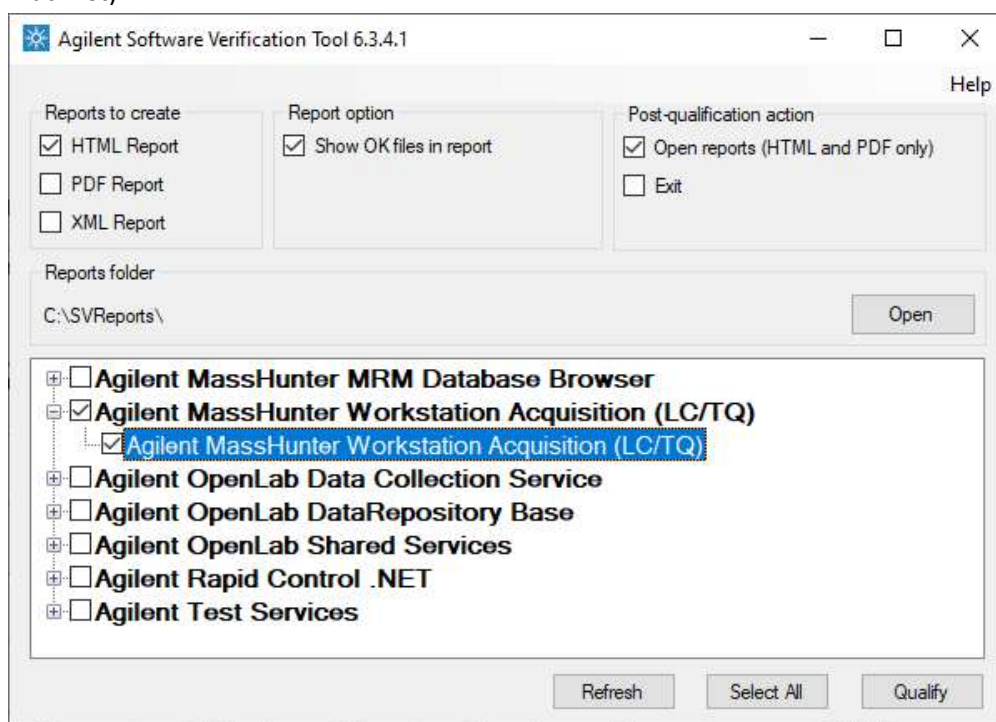 Agilent Software Verification Tool 6.3.4.1
Help
Reports to create
HTML Report
PDF Report
XML Report
Report option
Show OK files in report
Post-qualification action
Open reports (HTML and PDF only)
Exit
Reports folder
C:\SVReports\
Open
Agilent MassHunter MRM Database Browser
Agilent MassHunter Workstation Acquisition (LC/TQ)
Agilent MassHunter Workstation Acquisition (LC/TQ)
Agilent OpenLab Data Collection Service
Agilent OpenLab DataRepository Base
Agilent OpenLab Shared Services
Agilent Rapid Control .NET
Agilent Test Services
Refresh
Select All
Qualify